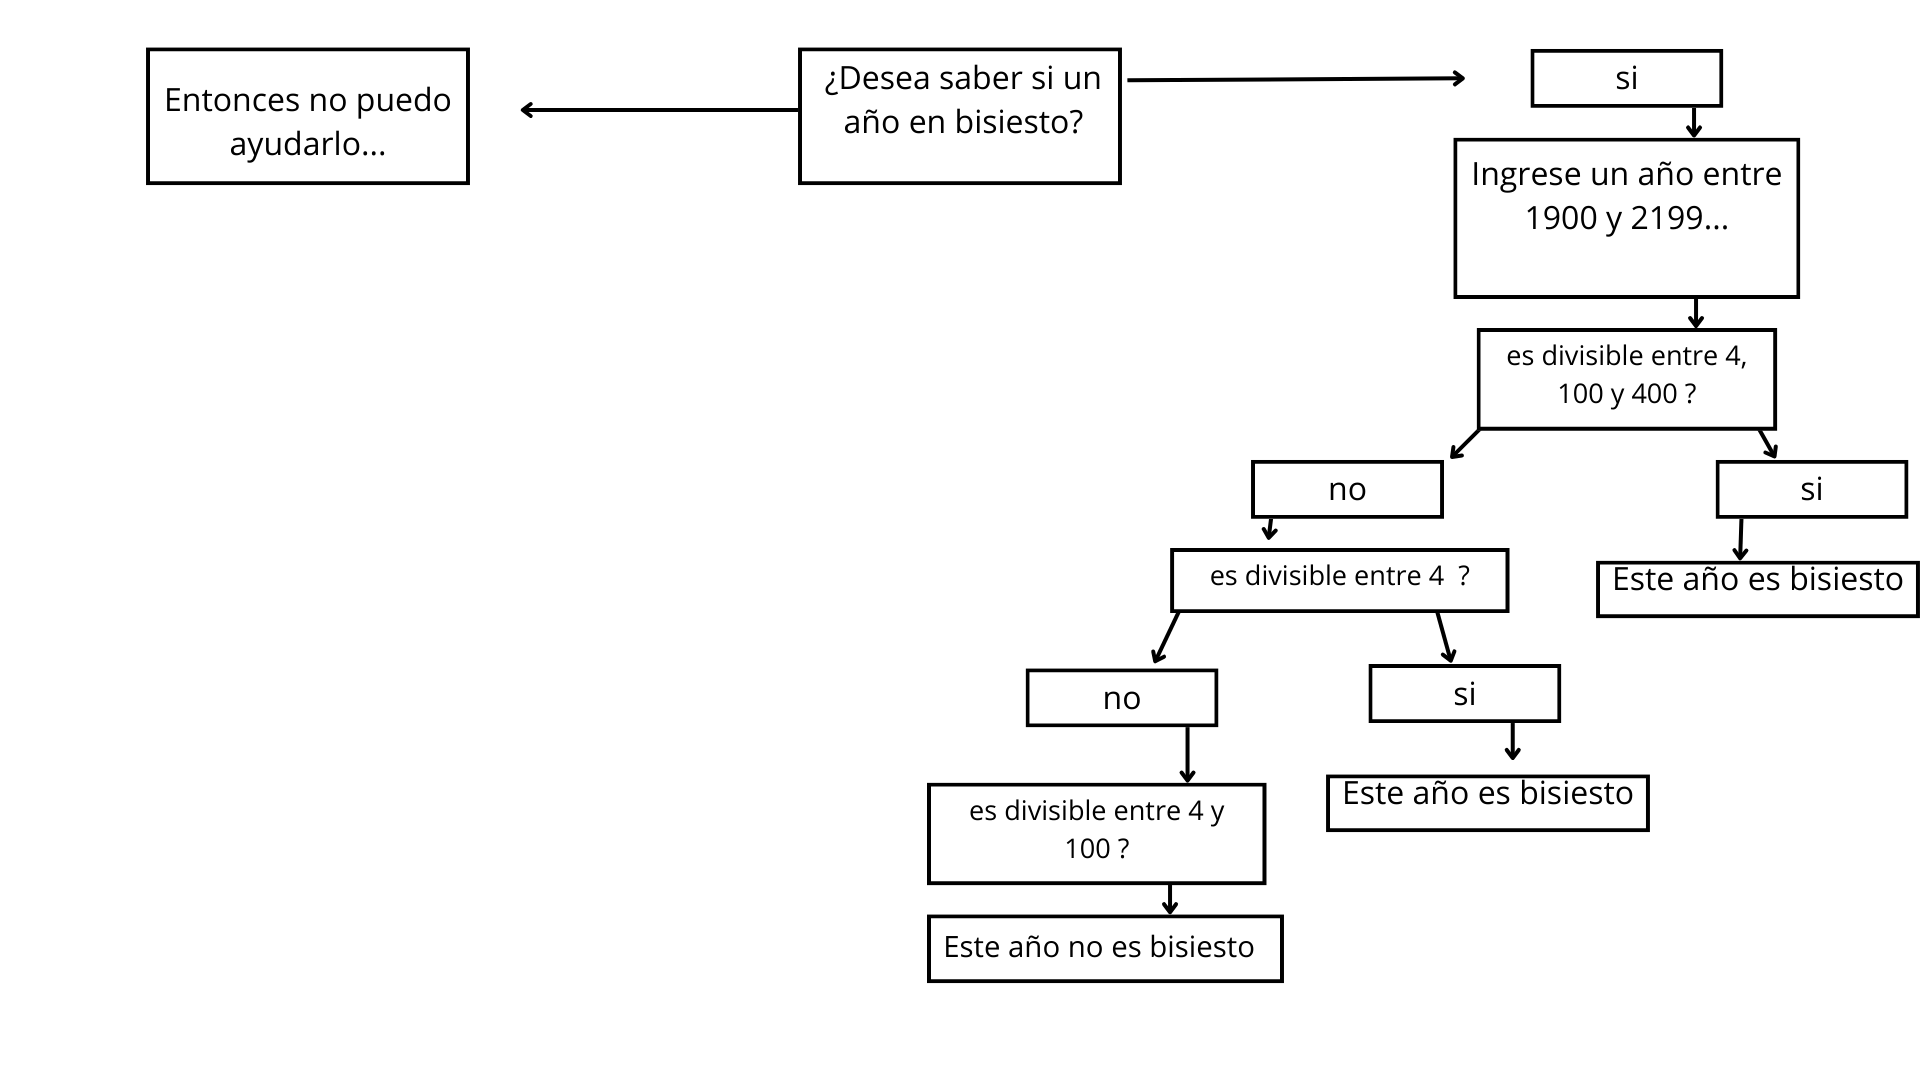 Entonces no puedo
ayudarlo...
¿Desea saber si un
año en bisiesto?
si
Ingrese un año entre
1900 y 2199...
es divisible entre 4,
100 y 400 ?
no
si
es divisible entre 4 ?
Este año es bisiesto
no
si
es divisible entre 4 y
100 ?
Este año es bisiesto
Este año no es bisiesto